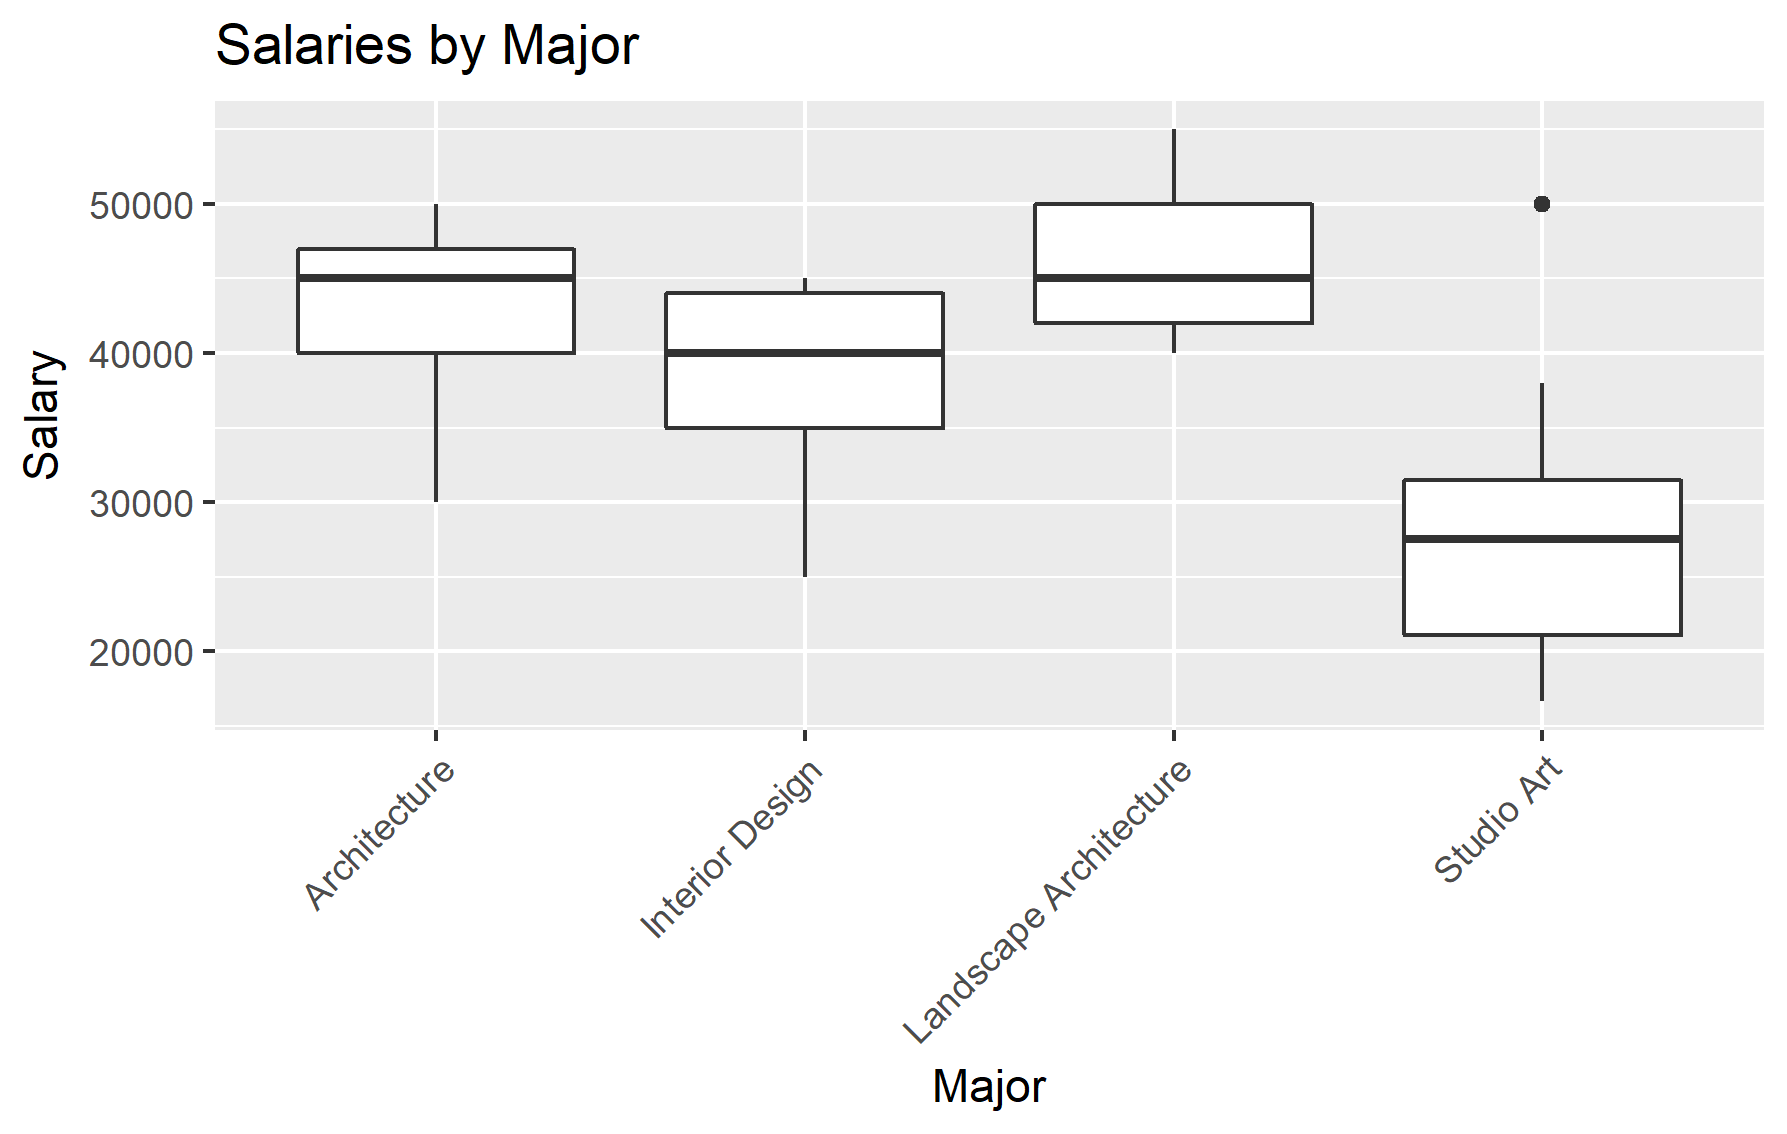 Salaries by Major
50000
40000
30000
20000
Salary
Architecture
Interior Design
Landscape Architecture
Studio Art
Major